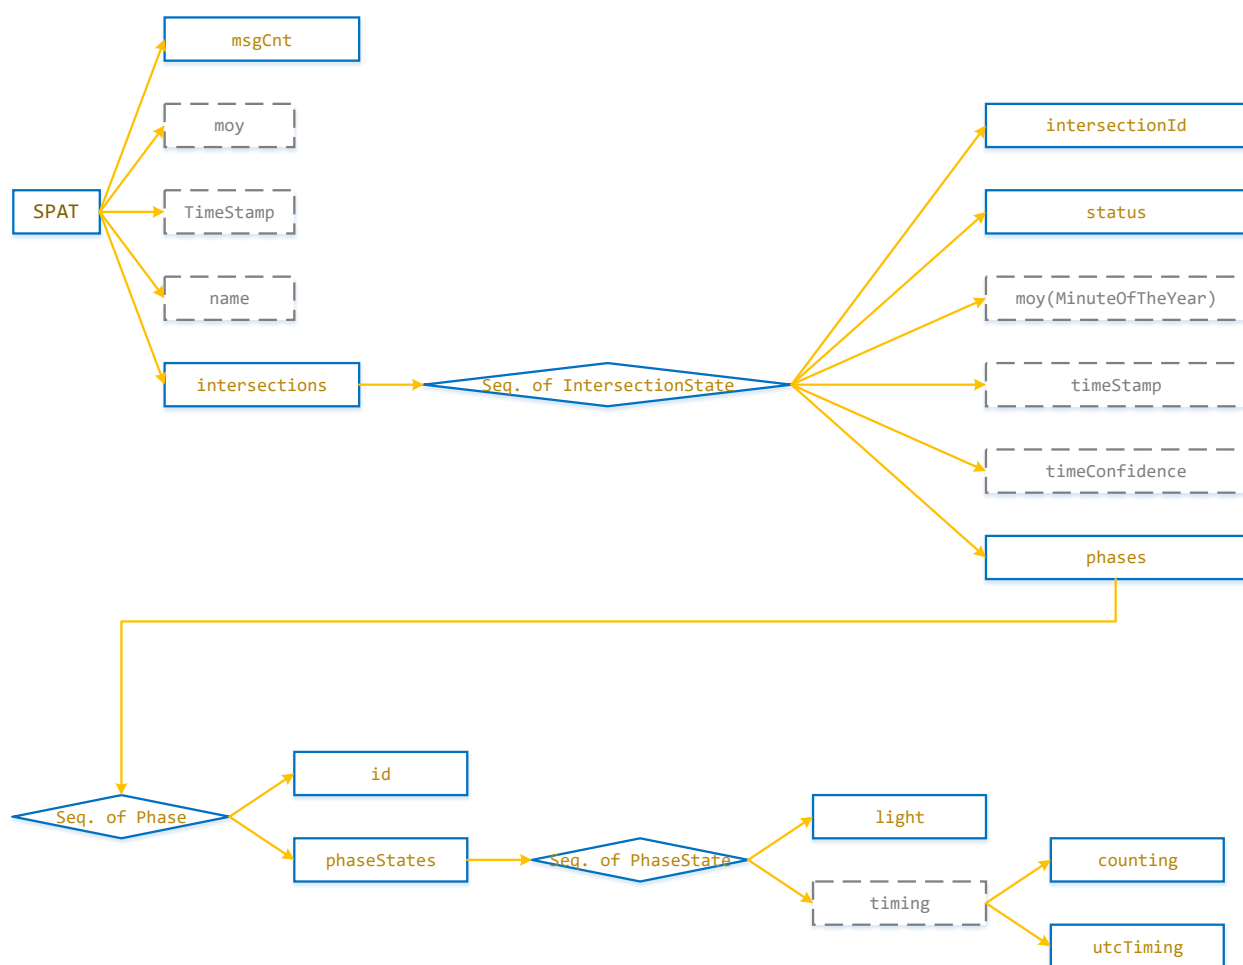 msgCnt
moy
SPAT
TimeStamp
name
intersections
Seq. of IntersectionState
intersectionId
status
moy(MinuteOfTheYear)
timeStamp
timeConfidence
phases
Seq. of Phase
id
phaseStates
Seq. of PhaseState
light
timing
counting
utcTiming